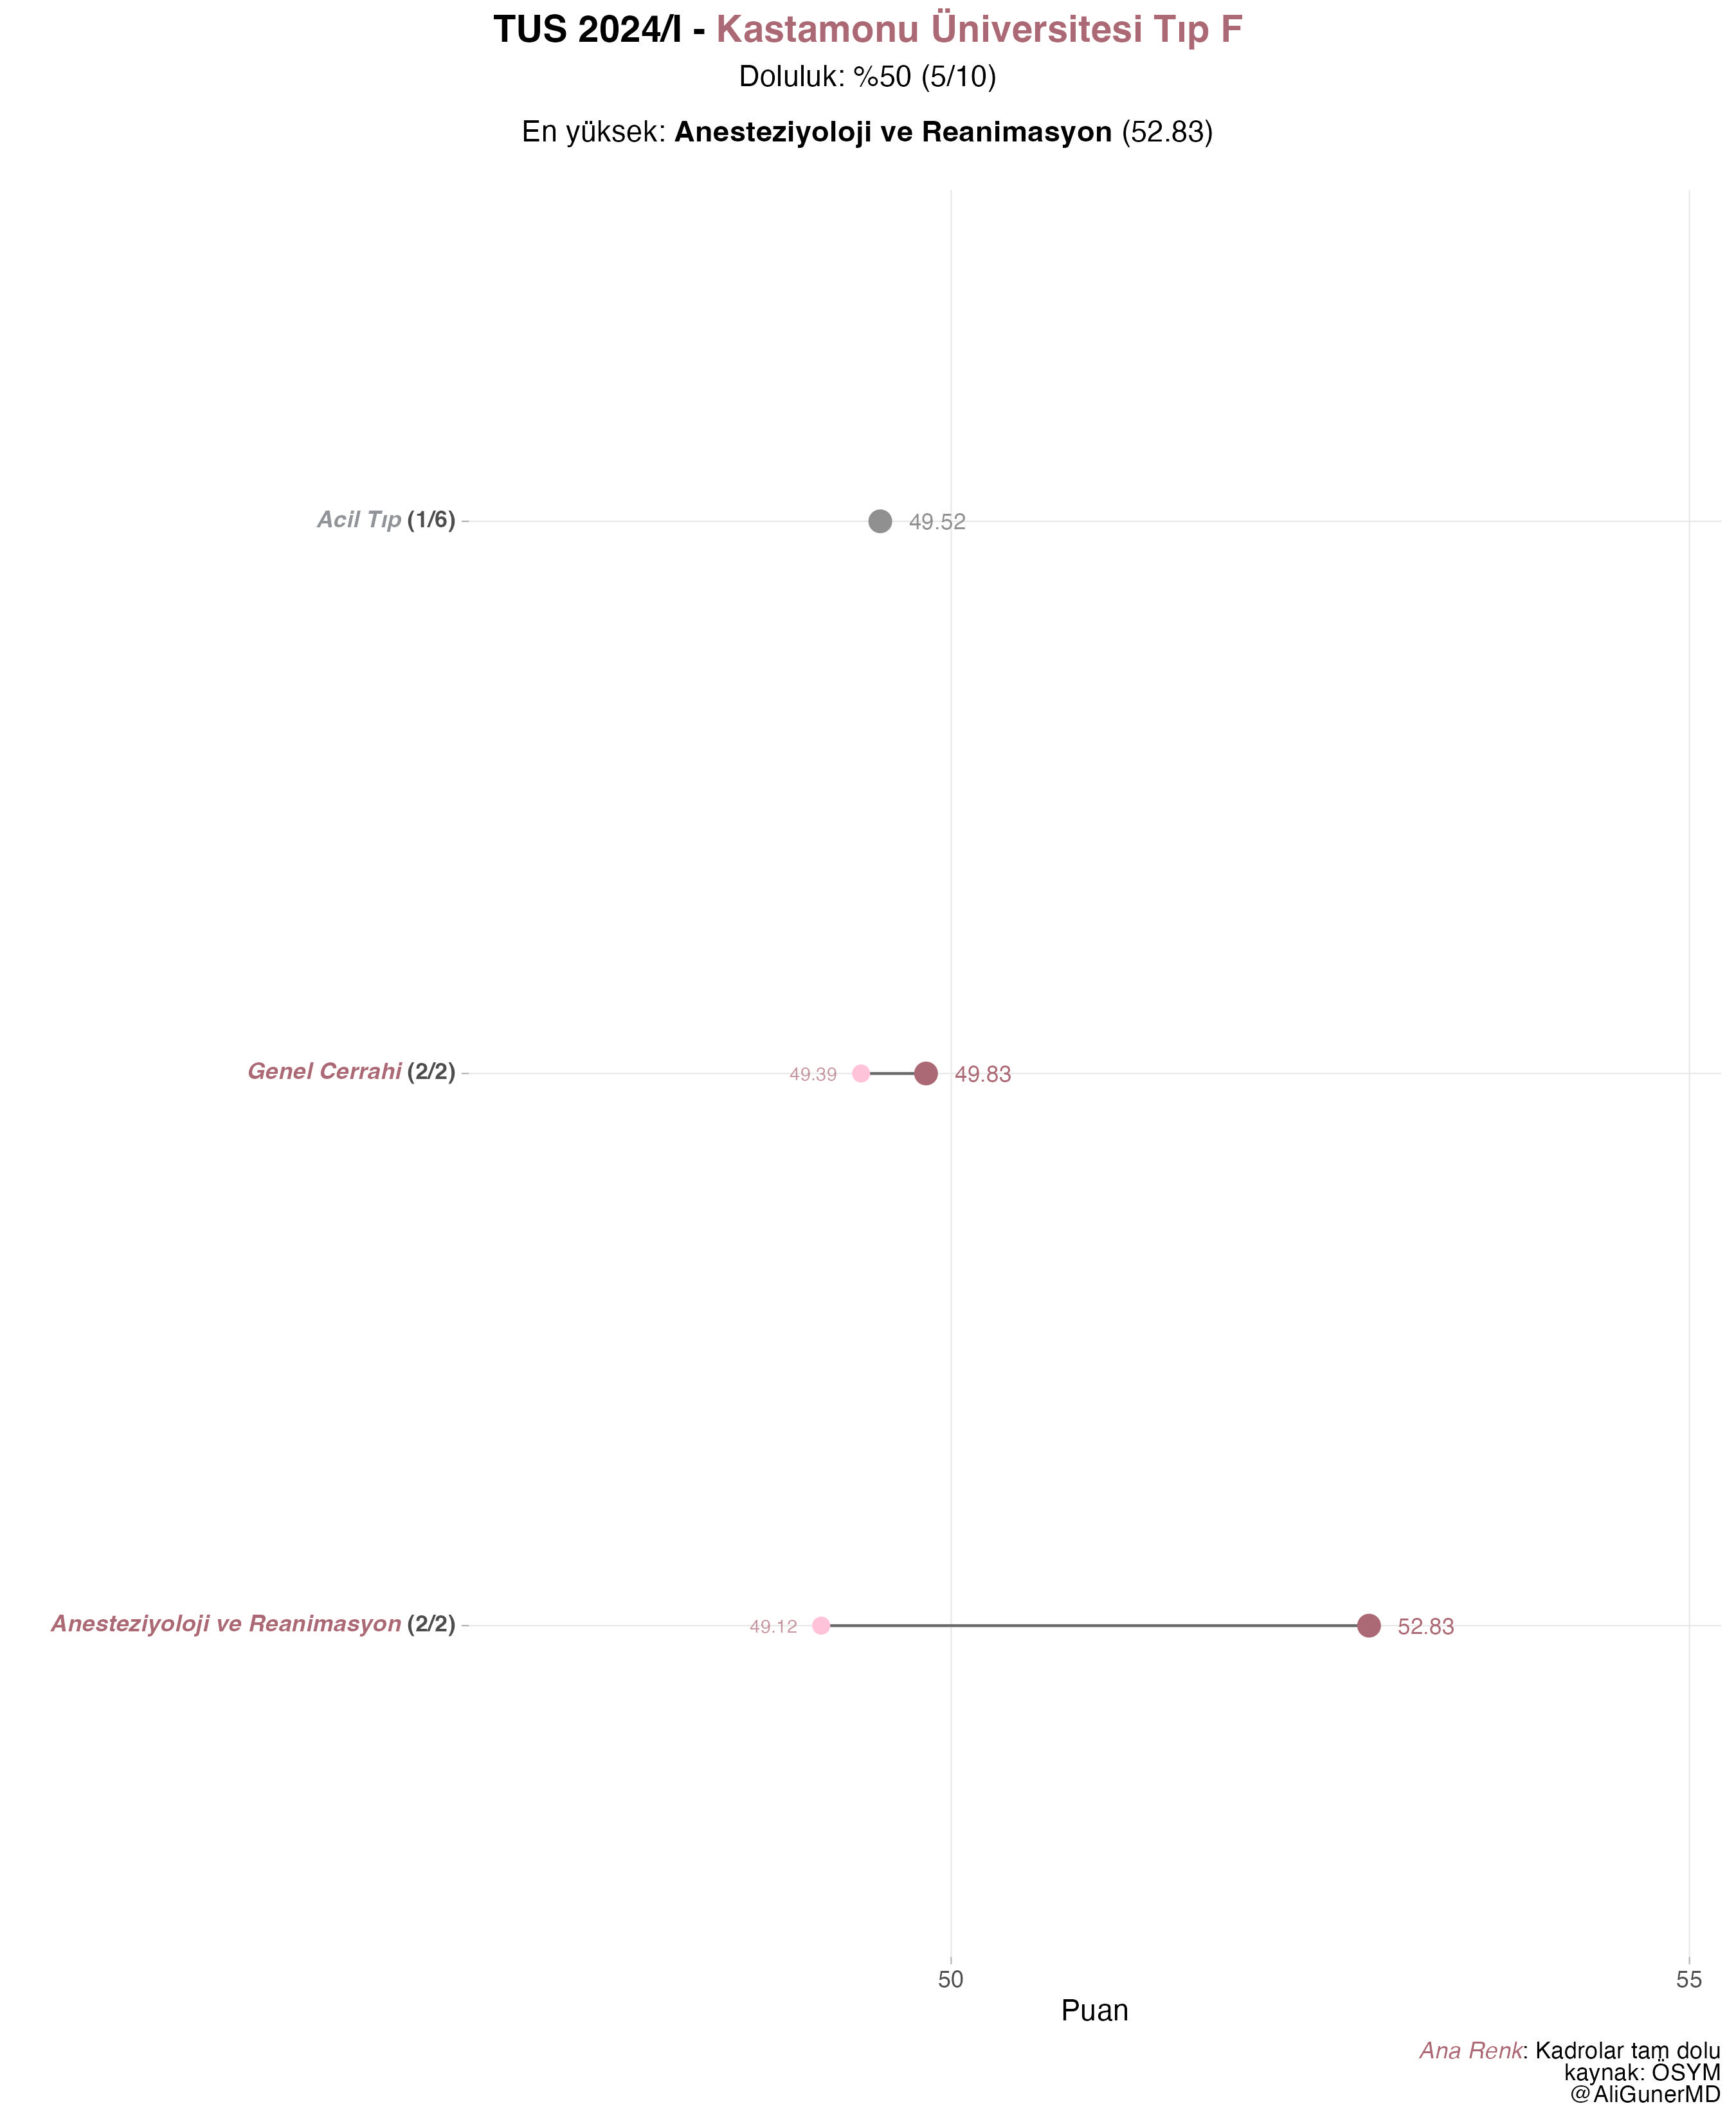 TUS 2024/I - Kastamonu Üniversitesi Tıp F
Doluluk: %50 (5/10)
En yüksek: Anesteziyoloji ve Reanimasyon (52.83)
Acil Tıp (1/6)
49.52
Genel Cerrahi (2/2)
49.39
49.83
Anesteziyoloji ve Reanimasyon (2/2)
49.12
52.83
50
55
Puan
Ana Renk: Kadrolar tam dolu
kaynak: ÖSYM
@AliGunerMD